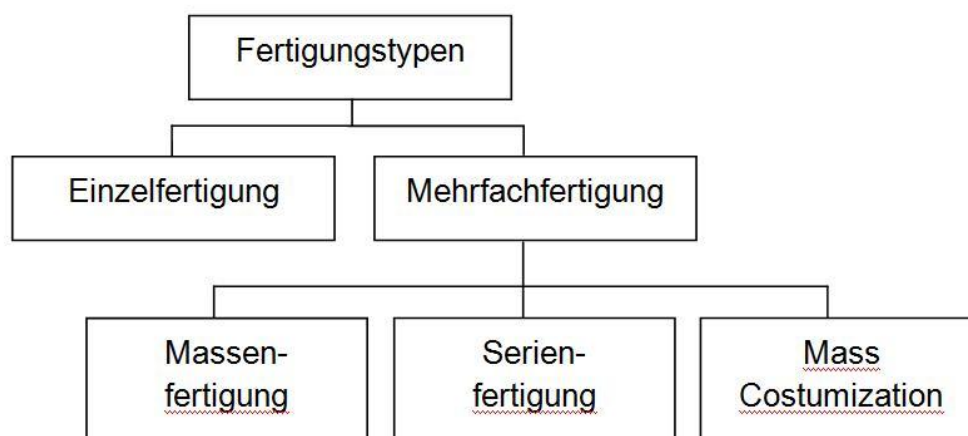 Fertigungstypen
Einzelfertigung
Mehrfachfertigung
Massen-
fertigung
Serien-
fertigung
Mass
Costumization